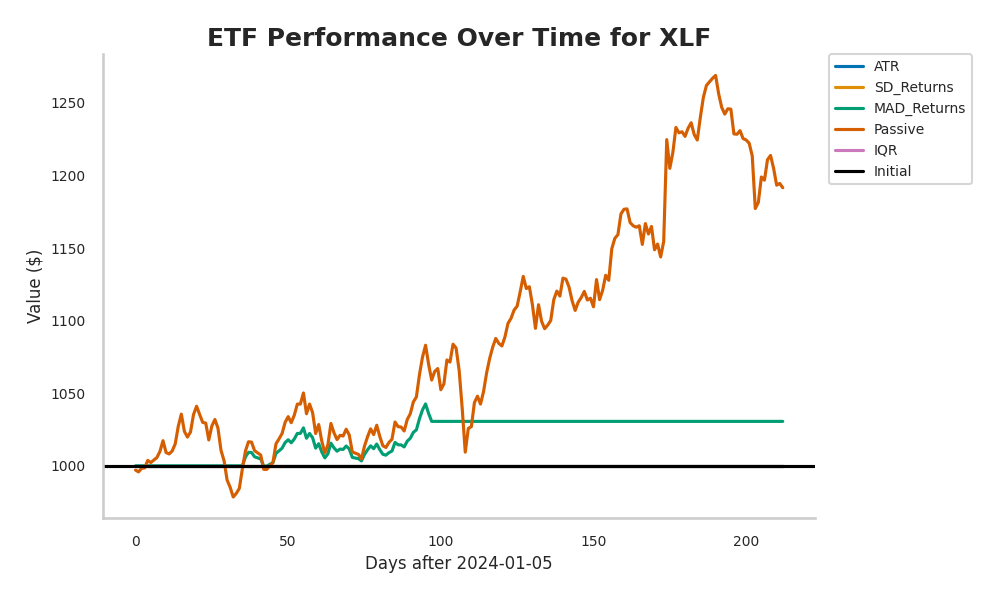 ETF Performance Over Time for XLF
ATR
SD_Returns
MAD_Returns
Passive
IQR
Initial
Value ($)
1250
1200
1150
1100
1050
1000
0
50
100
150
200
Days after 2024-01-05